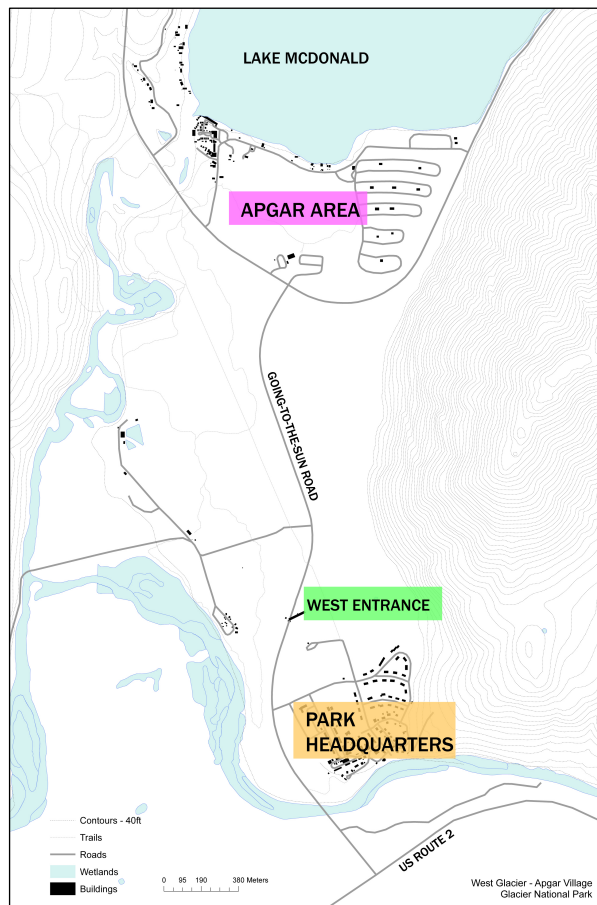 LAKE MCDONALD
APGAR AREA
GOING-TO-THE-SUN ROAD
WEST ENTRANCE
PARK
HEADQUARTERS
US ROUTE 2
Contours - 40ft
Trails
Roads
Wetlands
Buildings
0 95 190 380 Meters
West Glacier - Apgar Village
Glacier National Park